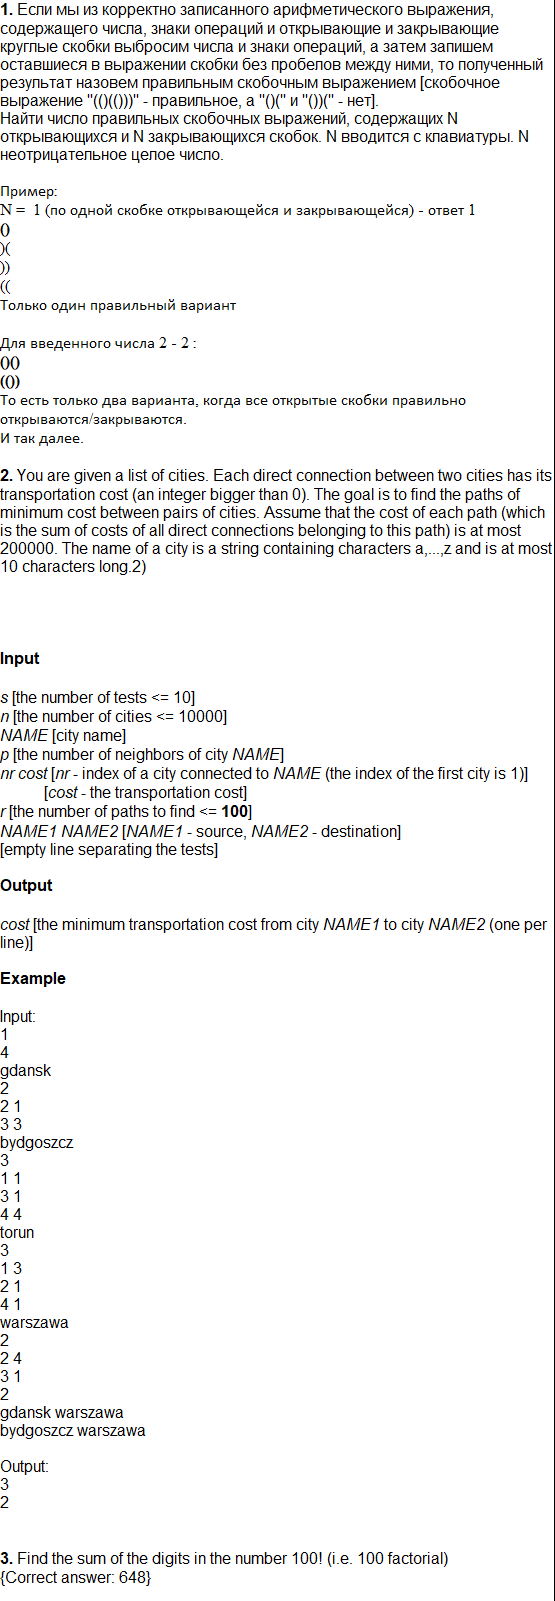 1. Если мы из корректно записанного арифметического выражения,
содержащего числа, знаки операций и открывающие и закрывающие
круглые скобки выбросим числа и знаки операций, а затем запишем
оставшиеся в выражении скобки без пробелов между ними, то полученный
результат назовем правильным скобочным выражением [скобочное
выражение "(()(()))" - правильное, а "()(" и "())(" - нет].
Найти число правильных скобочных выражений, содержащих N
открывающихся и N закрывающихся скобок. N вводится с клавиатуры. N
неотрицательное целое число.
Пример:
N = 1 (по одной скобке открывающейся и закрывающейся) - ответ 1
()
)(
))
((
Только один правильный вариант
Для введенного числа 2 - 2 :
()()
(())
То есть только два варианта, когда все открытые скобки правильно
открываются/закрываются.
И так далее.
2. You are given a list of cities. Each direct connection between two cities has its
transportation cost (an integer bigger than 0). The goal is to find the paths of
minimum cost between pairs of cities. Assume that the cost of each path (which
is the sum of costs of all direct connections belonging to this path) is at most
200000. The name of a city is a string containing characters a,...,z and is at most
10 characters long.2)
Input
s [the number of tests <= 10]
n [the number of cities <= 10000]
NAME [city name]
p [the number of neighbors of city NAME]
nr cost [nr - index of a city connected to NAME (the index of the first city is 1)]
[cost - the transportation cost]
r [the number of paths to find <= 100]
NAME1 NAME2 [NAME1 - source, NAME2 - destination]
[empty line separating the tests]
Output
cost [the minimum transportation cost from city NAME1 to city NAME2 (one per
line)]
Example
Input:
1
4
gdansk
2
2 1
3 3
bydgoszcz
3
1 1
3 1
4 4
torun
3
1 3
2 1
4 1
warszawa
2
2 4
3 1
2
gdansk warszawa
bydgoszcz warszawa
Output:
3
2
3. Find the sum of the digits in the number 100! (i.e. 100 factorial)
{Correct answer: 648}